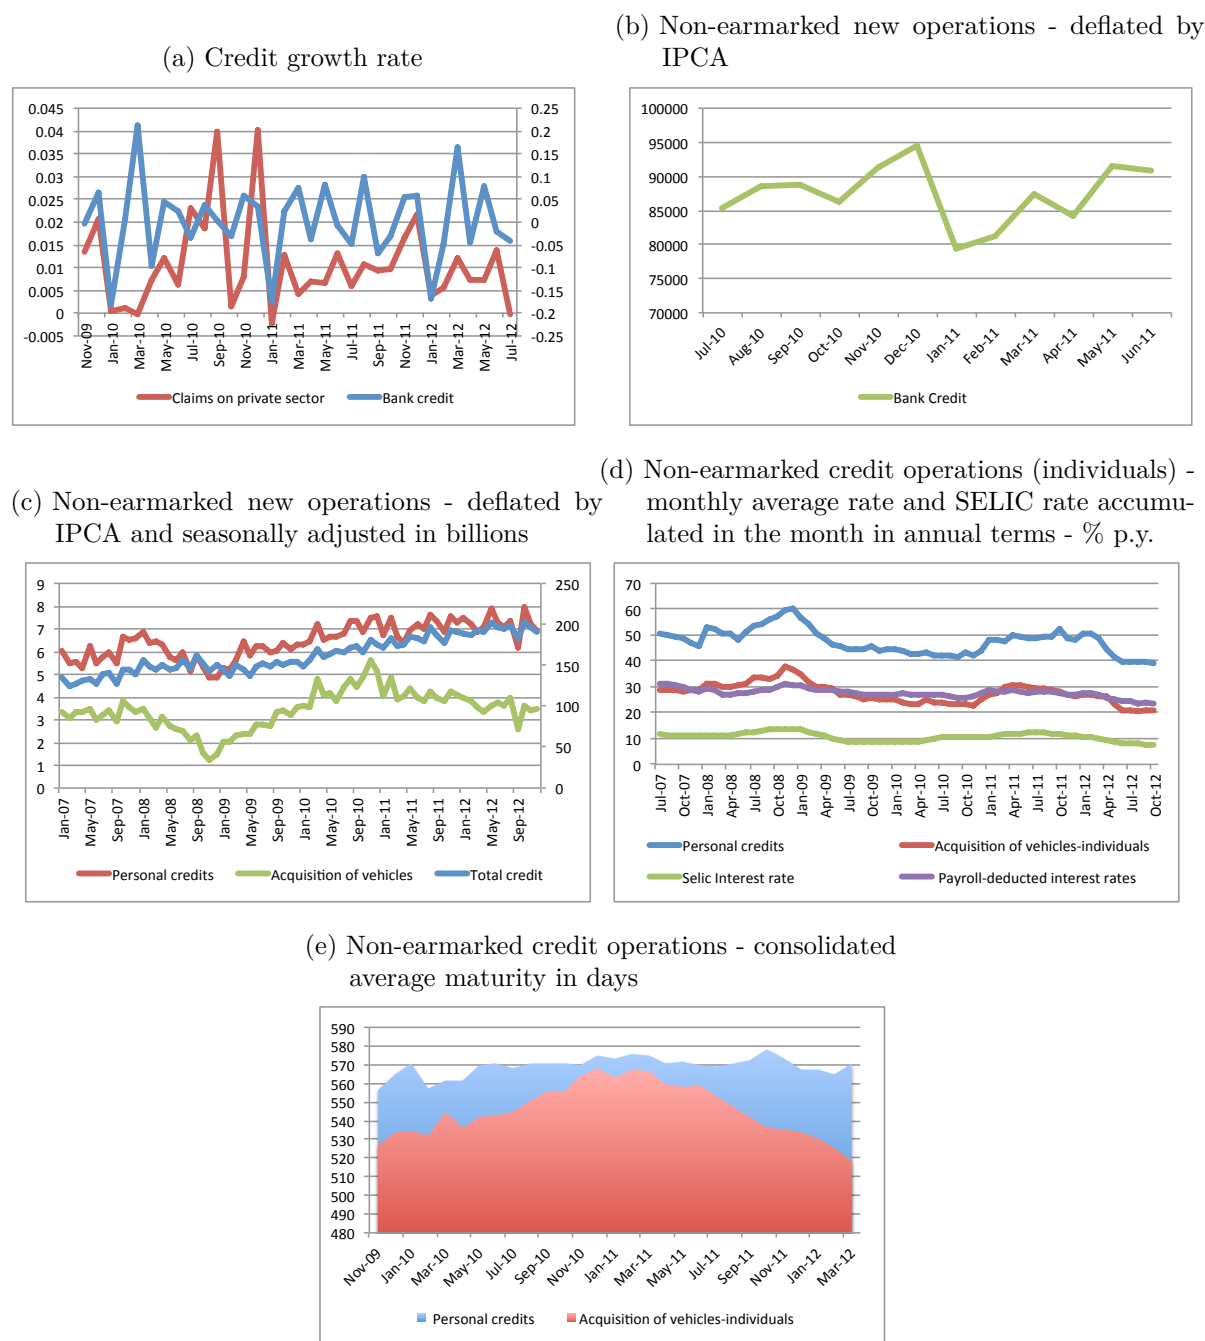 (a) Credit growth rate
0.045
0.04
0.035
0.03
0.025
0.02
0.015
0.01
0.005
0
-0.005
0.25
0.2
0.15
0.1
0.05
0
-0.05
-0.1
-0.15
-0.2
-0.25
Nov-09
Jan-10
Mar-10
May-10
Jul-10
Sep-10
Nov-10
Jan-11
Mar-11
May-11
Jul-11
Sep-11
Nov-11
Jan-12
Mar-12
May-12
Jul-12
Claims on private sector
Bank credit
(b) Non-earmarked new operations - deflated by
IPCA
100000
95000
90000
85000
80000
75000
70000
Jul-10
Aug-10
Sep-10
Oct-10
Nov-10
Dec-10
Jan-11
Feb-11
Mar-11
Apr-11
May-11
Jun-11
Bank Credit
(c) Non-earmarked new operations - deflated by
IPCA and seasonally adjusted in billions
9
8
7
6
5
4
3
2
1
0
250
200
150
100
50
0
Jan-07
May-07
Sep-07
Jan-08
May-08
Sep-08
Jan-09
May-09
Sep-09
Jan-10
May-10
Sep-10
Jan-11
May-11
Sep-11
Jan-12
May-12
Sep-12
Personal credits
Acquisition of vehicles
Total credit
(d) Non-earmarked credit operations (individuals) -
monthly average rate and SELIC rate accumu-
lated in the month in annual terms - % p.y.
70
60
50
40
30
20
10
0
Jul-07
Oct-07
Jan-08
Apr-08
Jul-08
Oct-08
Jan-09
Apr-09
Jul-09
Oct-09
Jan-10
Apr-10
Jul-10
Oct-10
Jan-11
Apr-11
Jul-11
Oct-11
Jan-12
Apr-12
Jul-12
Oct-12
Personal credits
Acquisition of vehicles-individuals
Selic Interest rate
Payroll-deducted interest rates
(e) Non-earmarked credit operations - consolidated
average maturity in days
590
580
570
560
550
540
530
520
510
500
490
480
Nov-09
Jan-10
Mar-10
May-10
Jul-10
Sep-10
Nov-10
Jan-11
Mar-11
May-11
Jul-11
Sep-11
Nov-11
Jan-12
Mar-12
Personal credits
Acquisition of vehicles-individuals